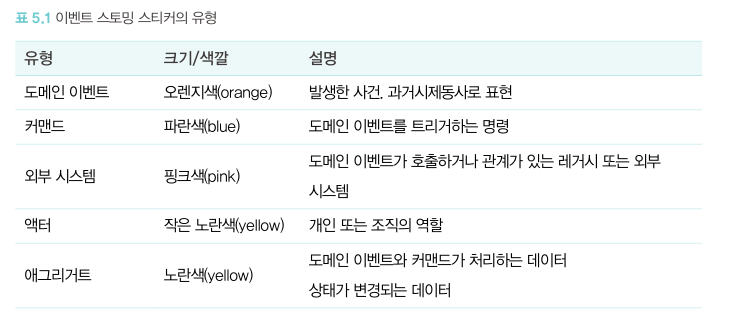 표 5.1 이벤트 스토밍 스티커의 유형
유형 크기/색깔 설명
도메인 이벤트 오렌지색(orange) 발생한 사건. 과거시제동사로 표현
커맨드 파란색(blue) 도메인 이벤트를 트리거하는 명령
외부 시스템 핑크색(pink) 도메인 이벤트가 호출하거나 관계가 있는 레거시 또는 외부
시스템
액터 작은 노란색(yellow) 개인 또는 조직의 역할
애그리거트 노란색(yellow) 도메인 이벤트와 커맨드가 처리하는 데이터
상태가 변경되는 데이터